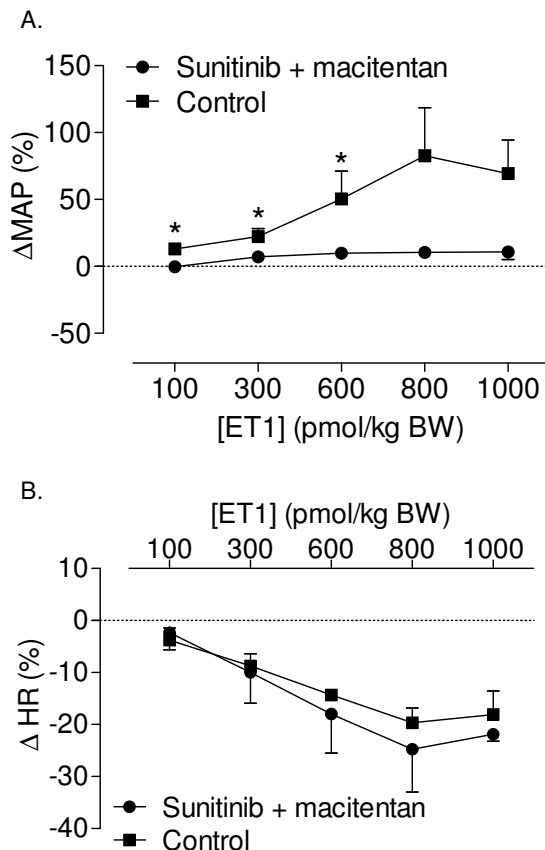 A.
150
100
50
0
-50
ΔMAP (%)
Sunitinib + macitentan
Control
* * *
100 300 600 800 1000
[ET1] (pmol/kg BW)
B.
[ET1] (pmol/kg BW)
100 300 600 800 1000
10
0
-10
-20
-30
-40
Δ HR (%)
Sunitinib + macitentan
Control